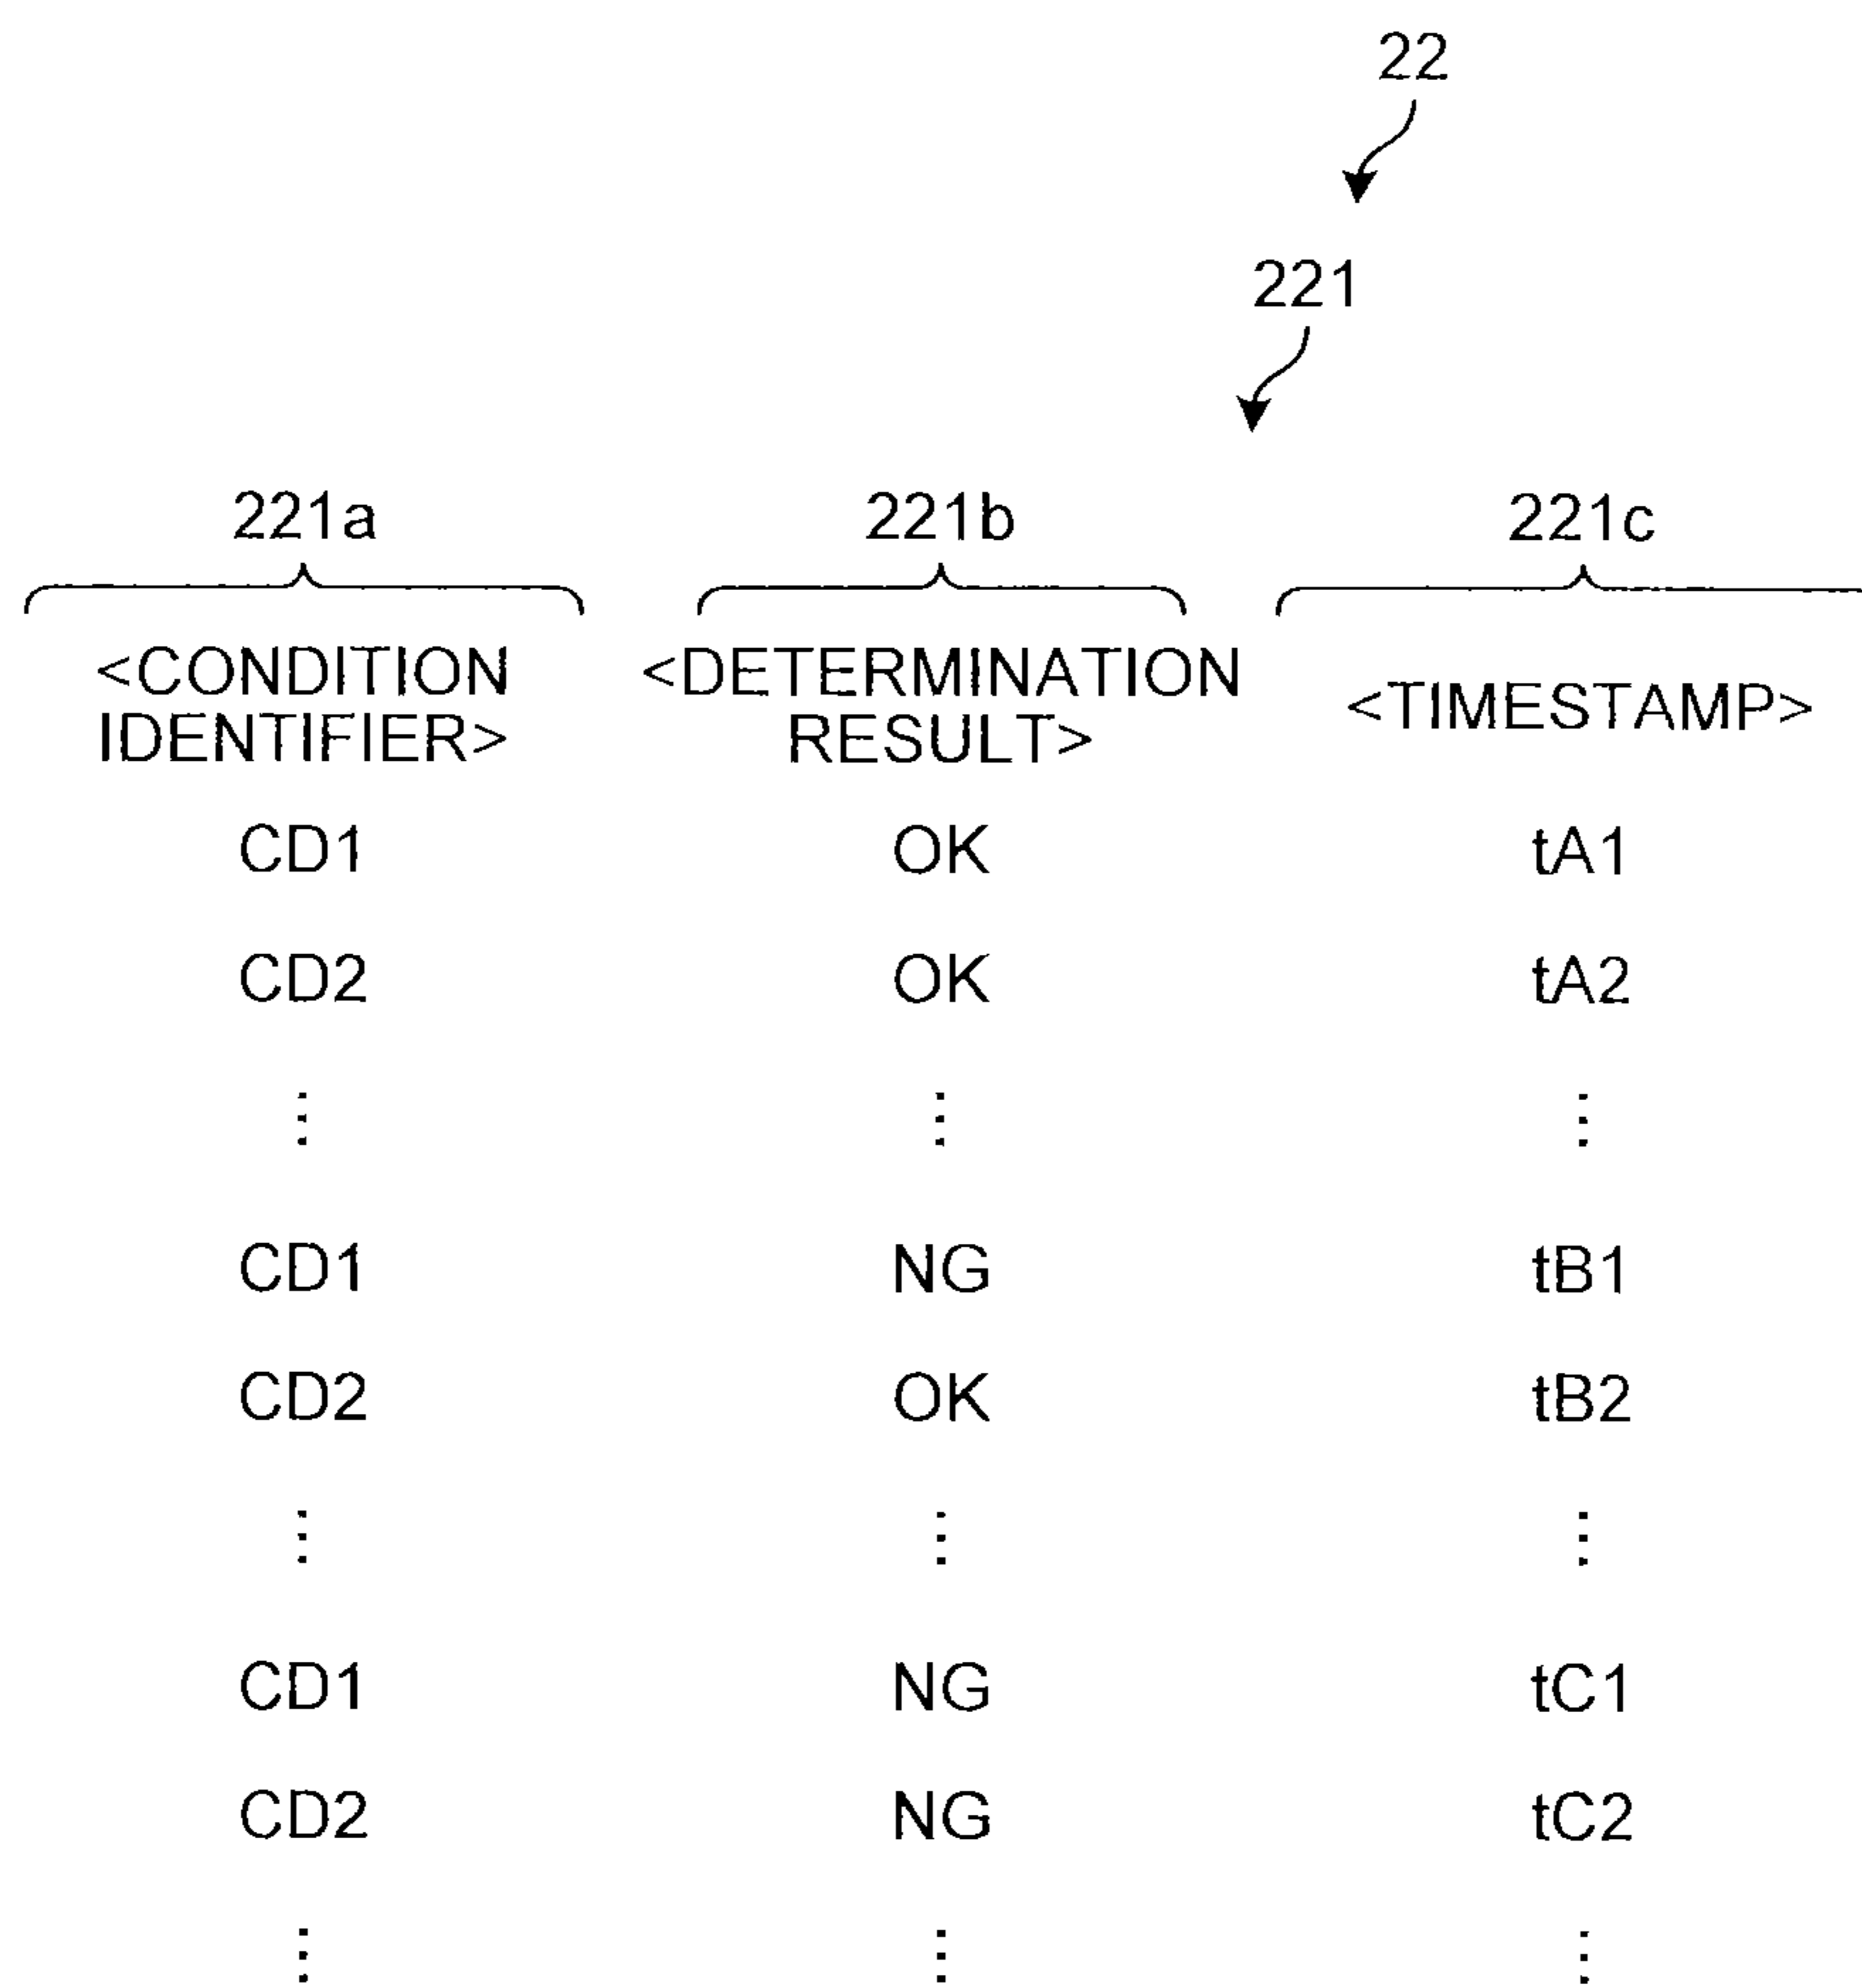 22
221
221a 221b 221c
<CONDITION IDENTIFIER> <DETERMINATION RESULT> <TIMESTAMP>
CD1 OK tA1
CD2 OK tA2
⋮ ⋮ ⋮
CD1 NG tB1
CD2 OK tB2
⋮ ⋮ ⋮
CD1 NG tC1
CD2 NG tC2
⋮ ⋮ ⋮